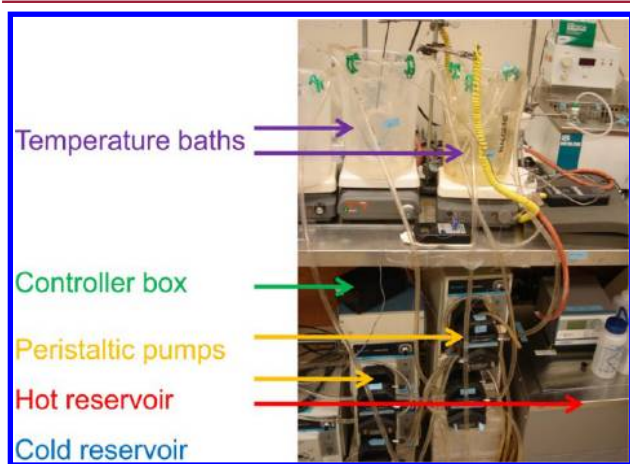 Temperature baths
Controller box
Peristaltic pumps
Hot reservoir
Cold reservoir